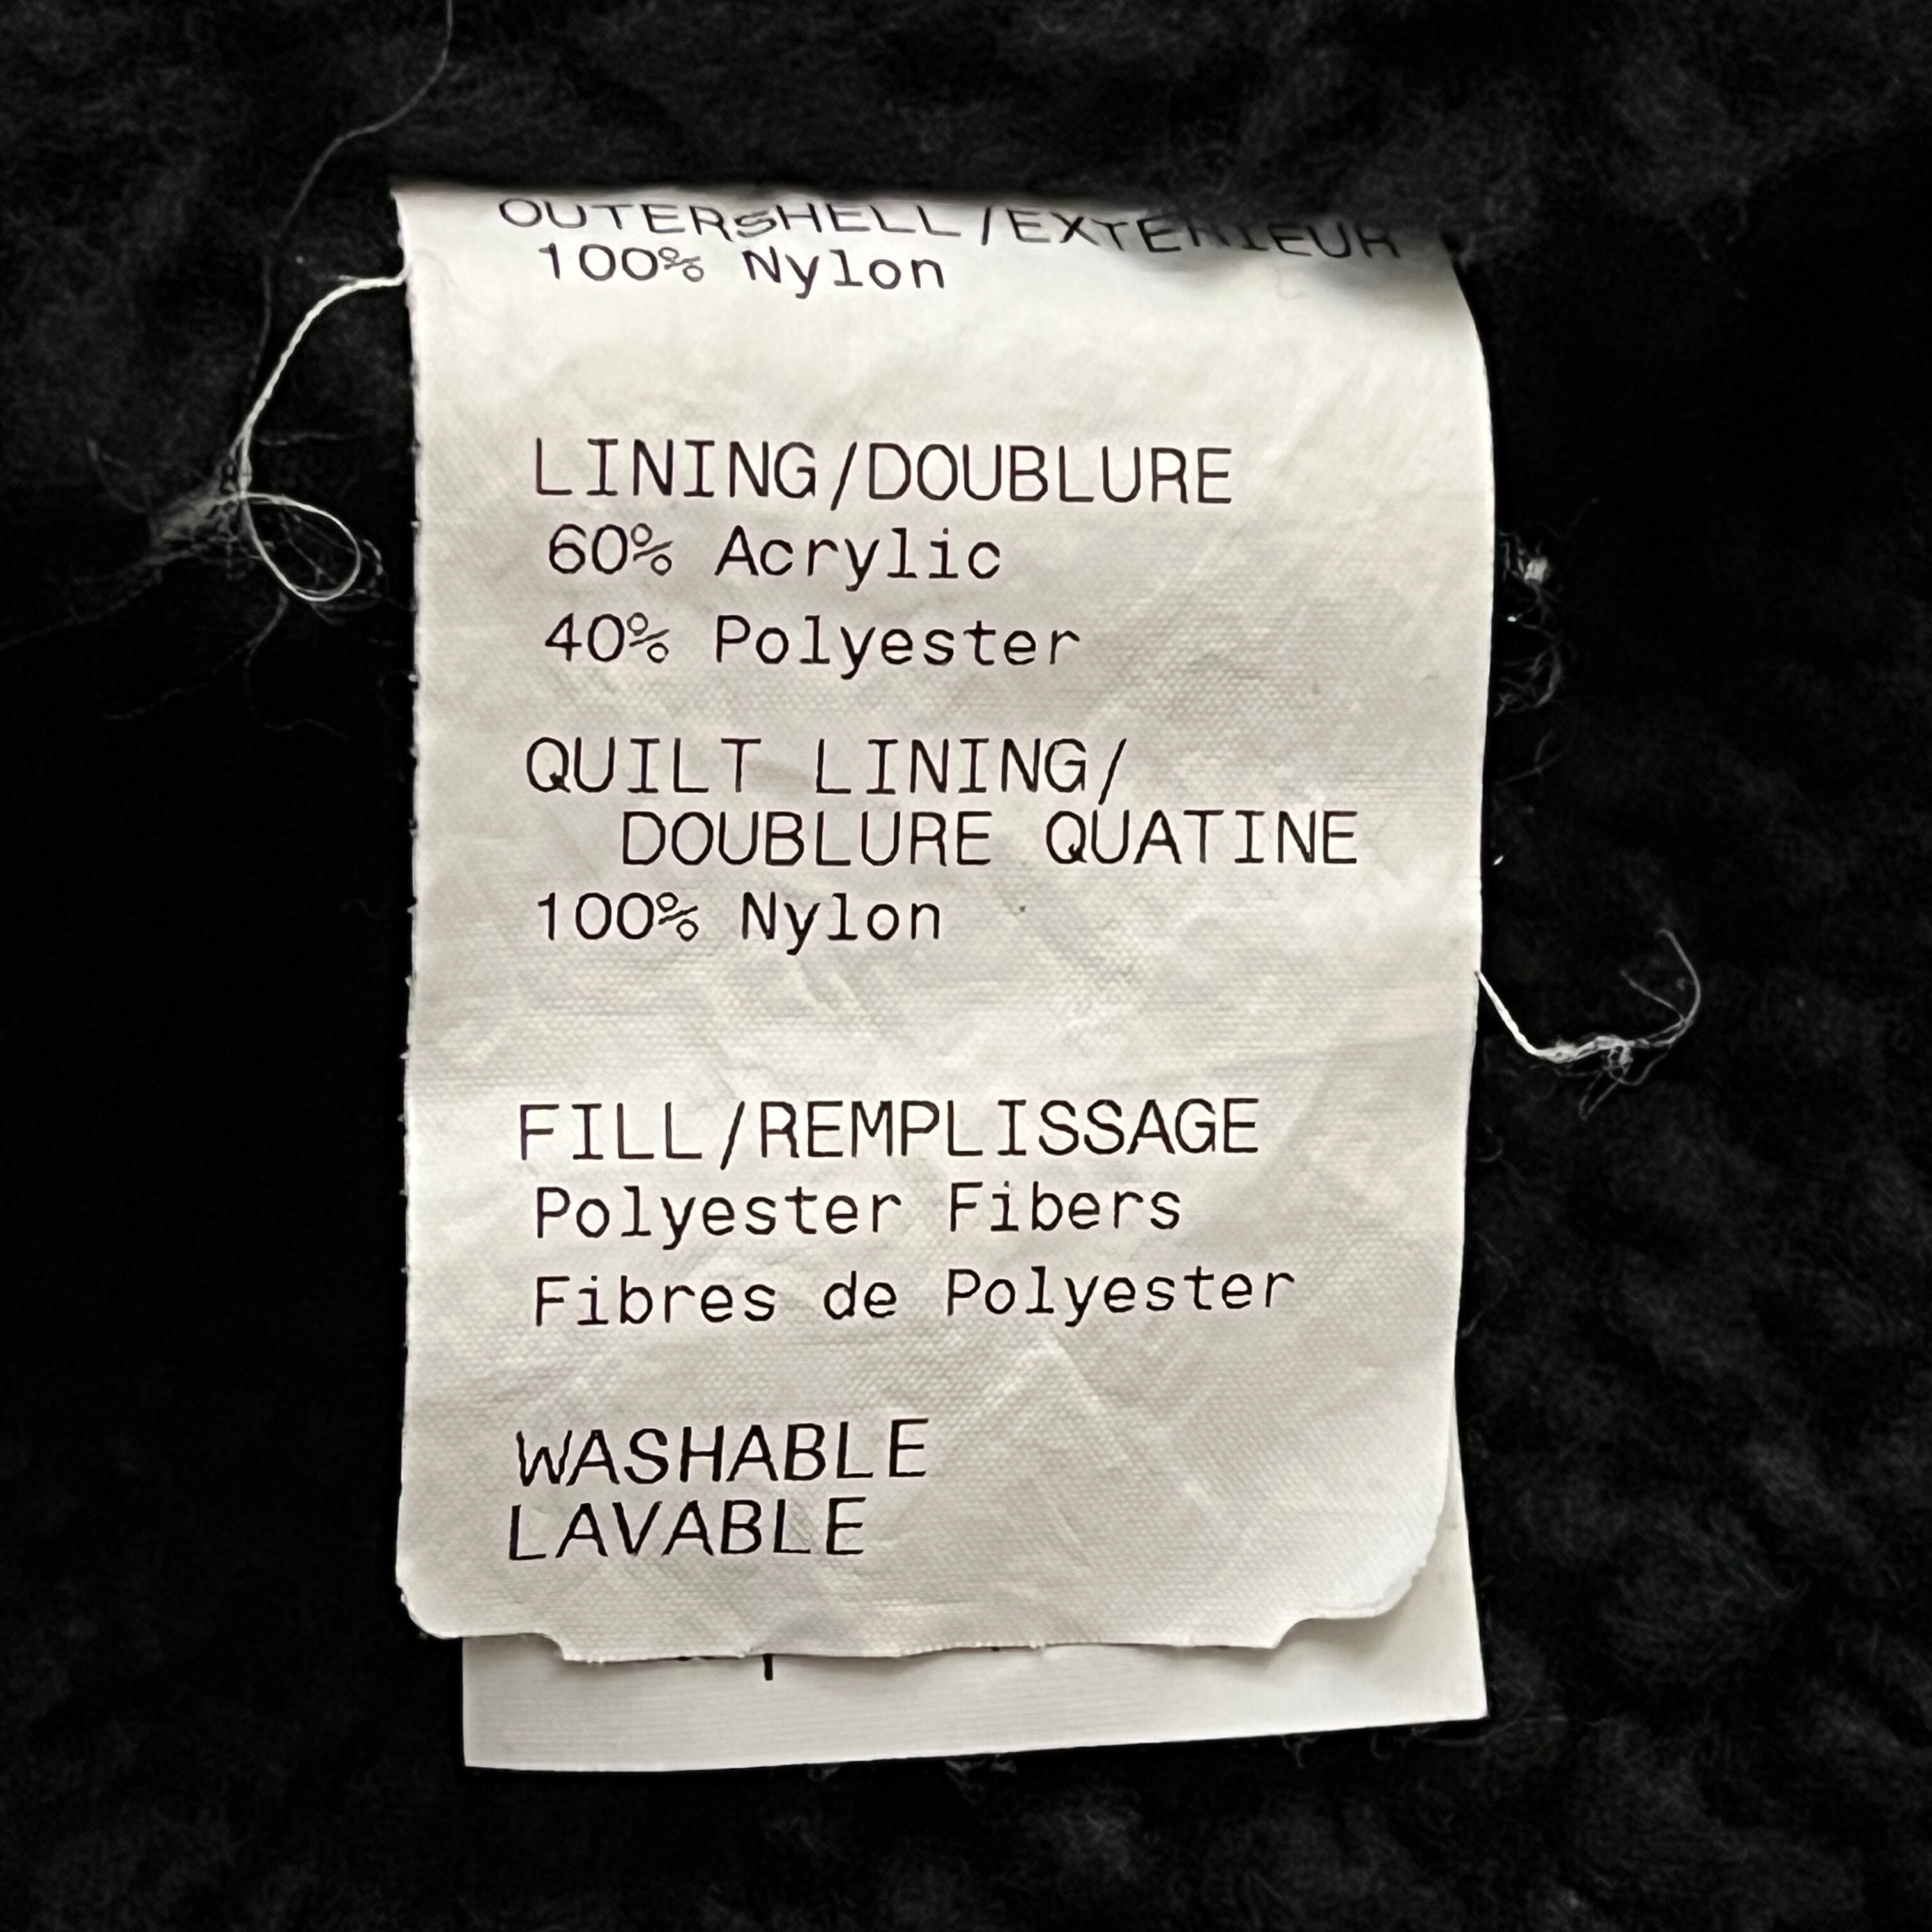 OUTERSHELL/EXTERIEUR
100% Nylon
LINING/DOUBLURE
60% Acrylic
40% Polyester
QUILT LINING/
DOUBLURE QUATINE
100% Nylon
FILL/REMPLISSAGE
Polyester Fibers
Fibres de Polyester
WASHABLE
LAVABLE